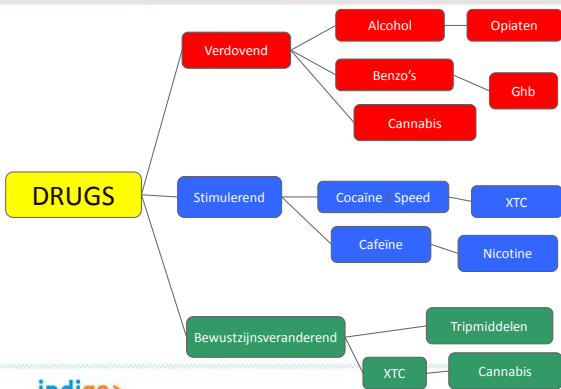 DRUGS
Verdovend
Alcohol
Opiaten
Benzo's
Ghb
Cannabis
Stimulerend
Cocaïne / Speed
XTC
Cafeïne
Nicotine
Bewustzijnsveranderend
Tripmiddelen
XTC
Cannabis